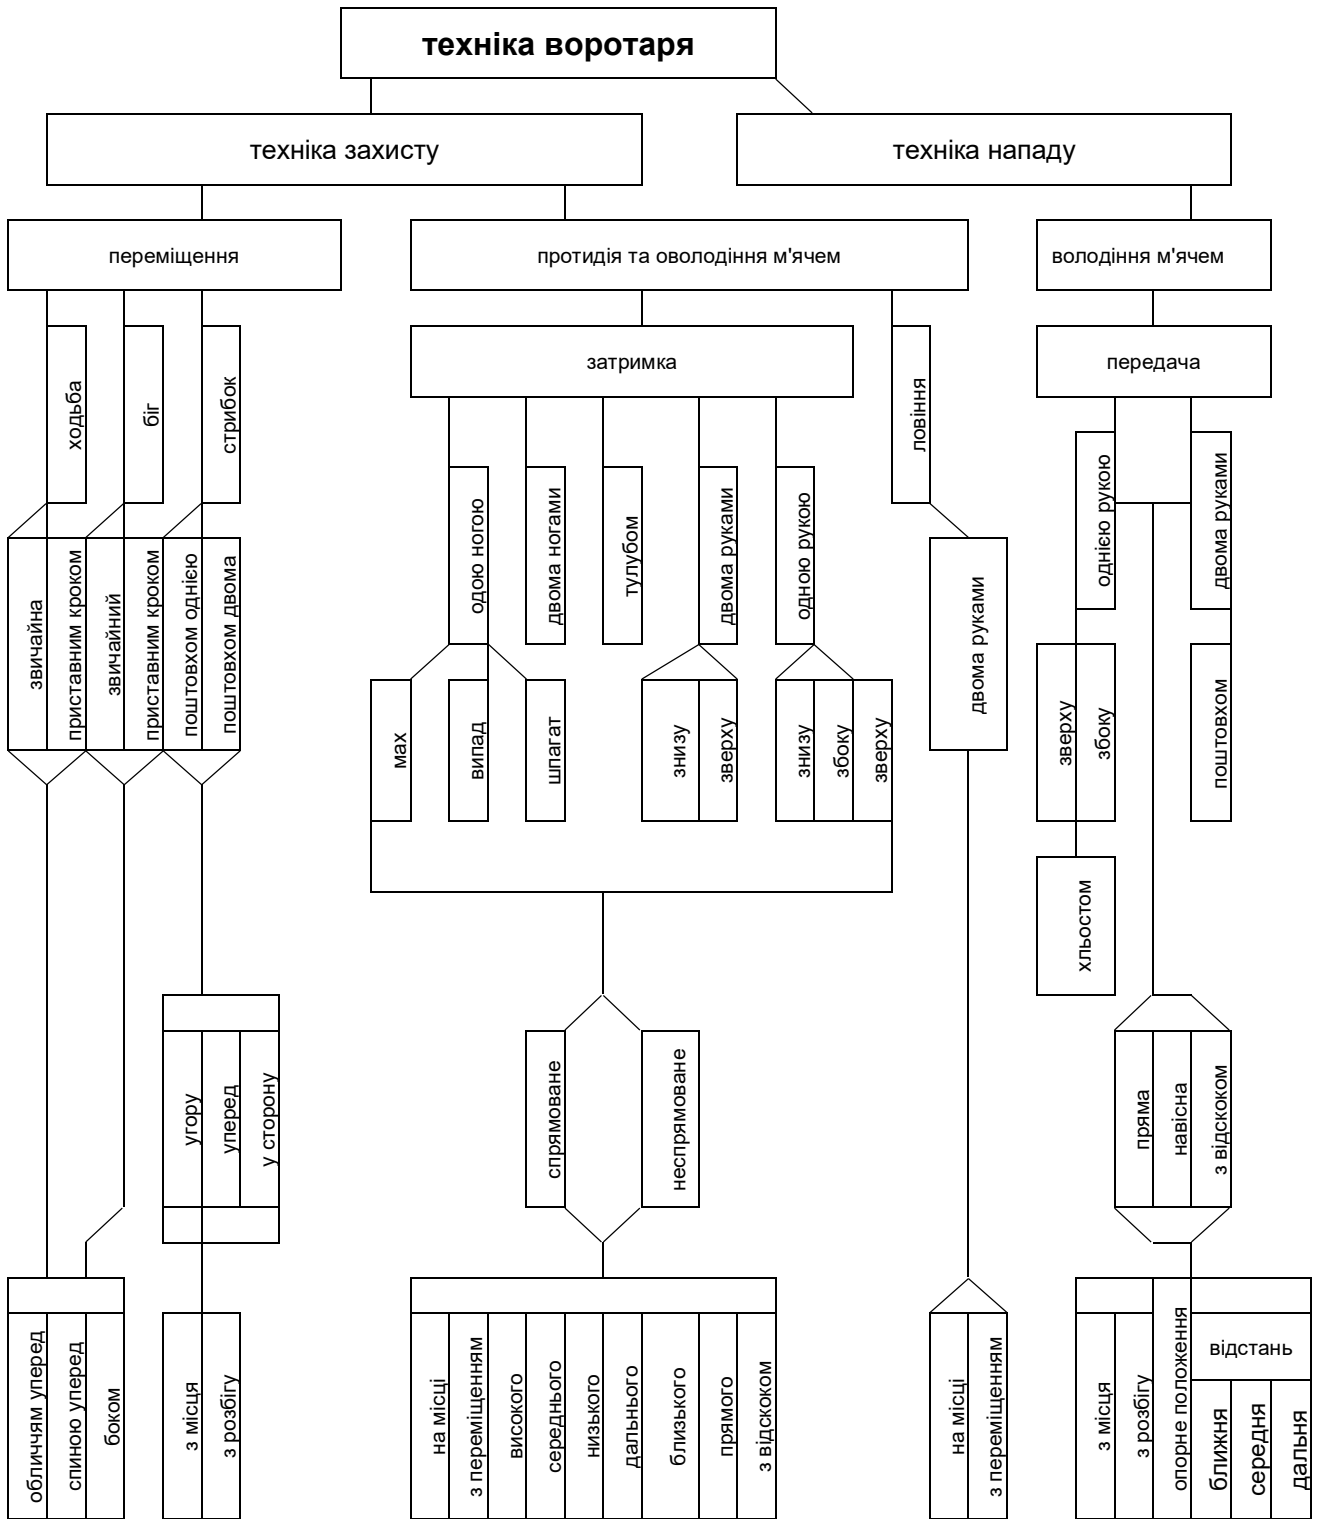 техніка воротаря
техніка захисту
техніка нападу
переміщення
протидія та оволодіння м'ячем
володіння м'ячем
ходьба
біг
стрибок
затримка
ловіння
передача
одою ногою
двома ногами
тулубом
двома руками
одною рукою
однією рукою
двома руками
звичайна
приставним кроком
звичайний
приставним кроком
поштовхом однією
поштовхом двома
двома руками
мах
випад
шпагат
знизу
зверху
знизу
збоку
зверху
зверху
збоку
поштовхом
хльостом
угору
уперед
у сторону
спрямоване
неспрямоване
пряма
навісна
з відскоком
обличчям уперед
спиною уперед
боком
з місця
з розбігу
на місці
з переміщенням
високого
середнього
низького
дальнього
близького
прямого
з відскоком
на місці
з переміщенням
з місця
з розбігу
опорне положення
відстань
ближня
середня
дальня